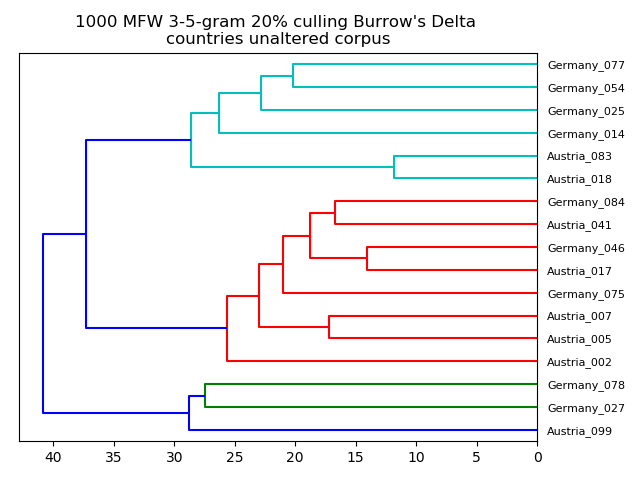 1000 MFW 3-5-gram 20% culling Burrow's Delta
countries unaltered corpus
Germany_077
Germany_054
Germany_025
Germany_014
Austria_083
Austria_018
Germany_084
Austria_041
Germany_046
Austria_017
Germany_075
Austria_007
Austria_005
Austria_002
Germany_078
Germany_027
Austria_099
40 35 30 25 20 15 10 5 0